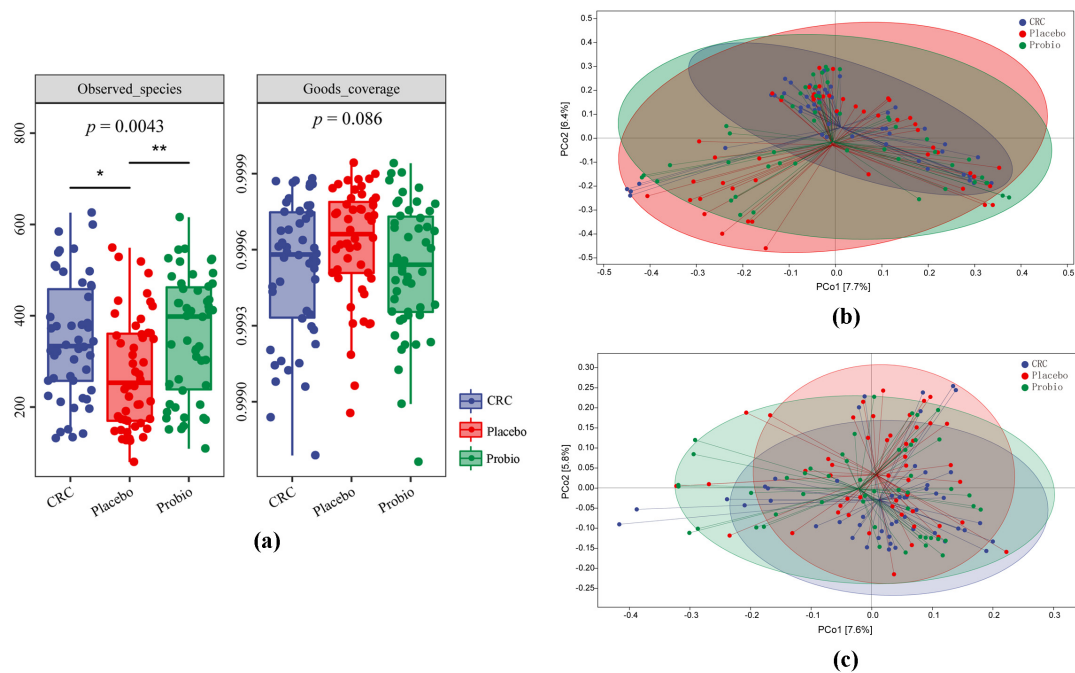 Observed_species
Goods_coverage
p = 0.0043
p = 0.086
*
**
800
600
400
200
0.9999
0.9996
0.9993
0.9990
CRC
Placebo
Probio
CRC
Placebo
Probio
CRC
Placebo
Probio
(a)
CRC
Placebo
Probio
PCo2 [6.4%]
0.5
0.4
0.3
0.2
0.1
0.0
-0.1
-0.2
-0.3
-0.4
-0.5
-0.5
-0.4
-0.3
-0.2
-0.1
0.0
0.1
0.2
0.3
0.4
0.5
PCo1 [7.7%]
(b)
CRC
Placebo
Probio
PCo2 [5.8%]
0.30
0.25
0.20
0.15
0.10
0.05
0.00
-0.05
-0.10
-0.15
-0.20
-0.25
-0.4
-0.3
-0.2
-0.1
0.0
0.1
0.2
0.3
PCo1 [7.6%]
(c)